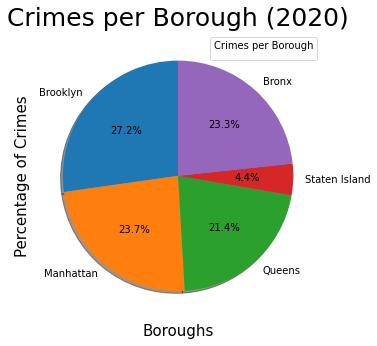 Crimes per Borough (2020)
Crimes per Borough
Bronx
Brooklyn
23.3%
27.2%
Staten Island
4.4%
Percentage of Crimes
23.7%
21.4%
Manhattan
Queens
Boroughs